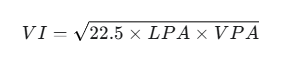 VI = √22.5 × LPA × VPA